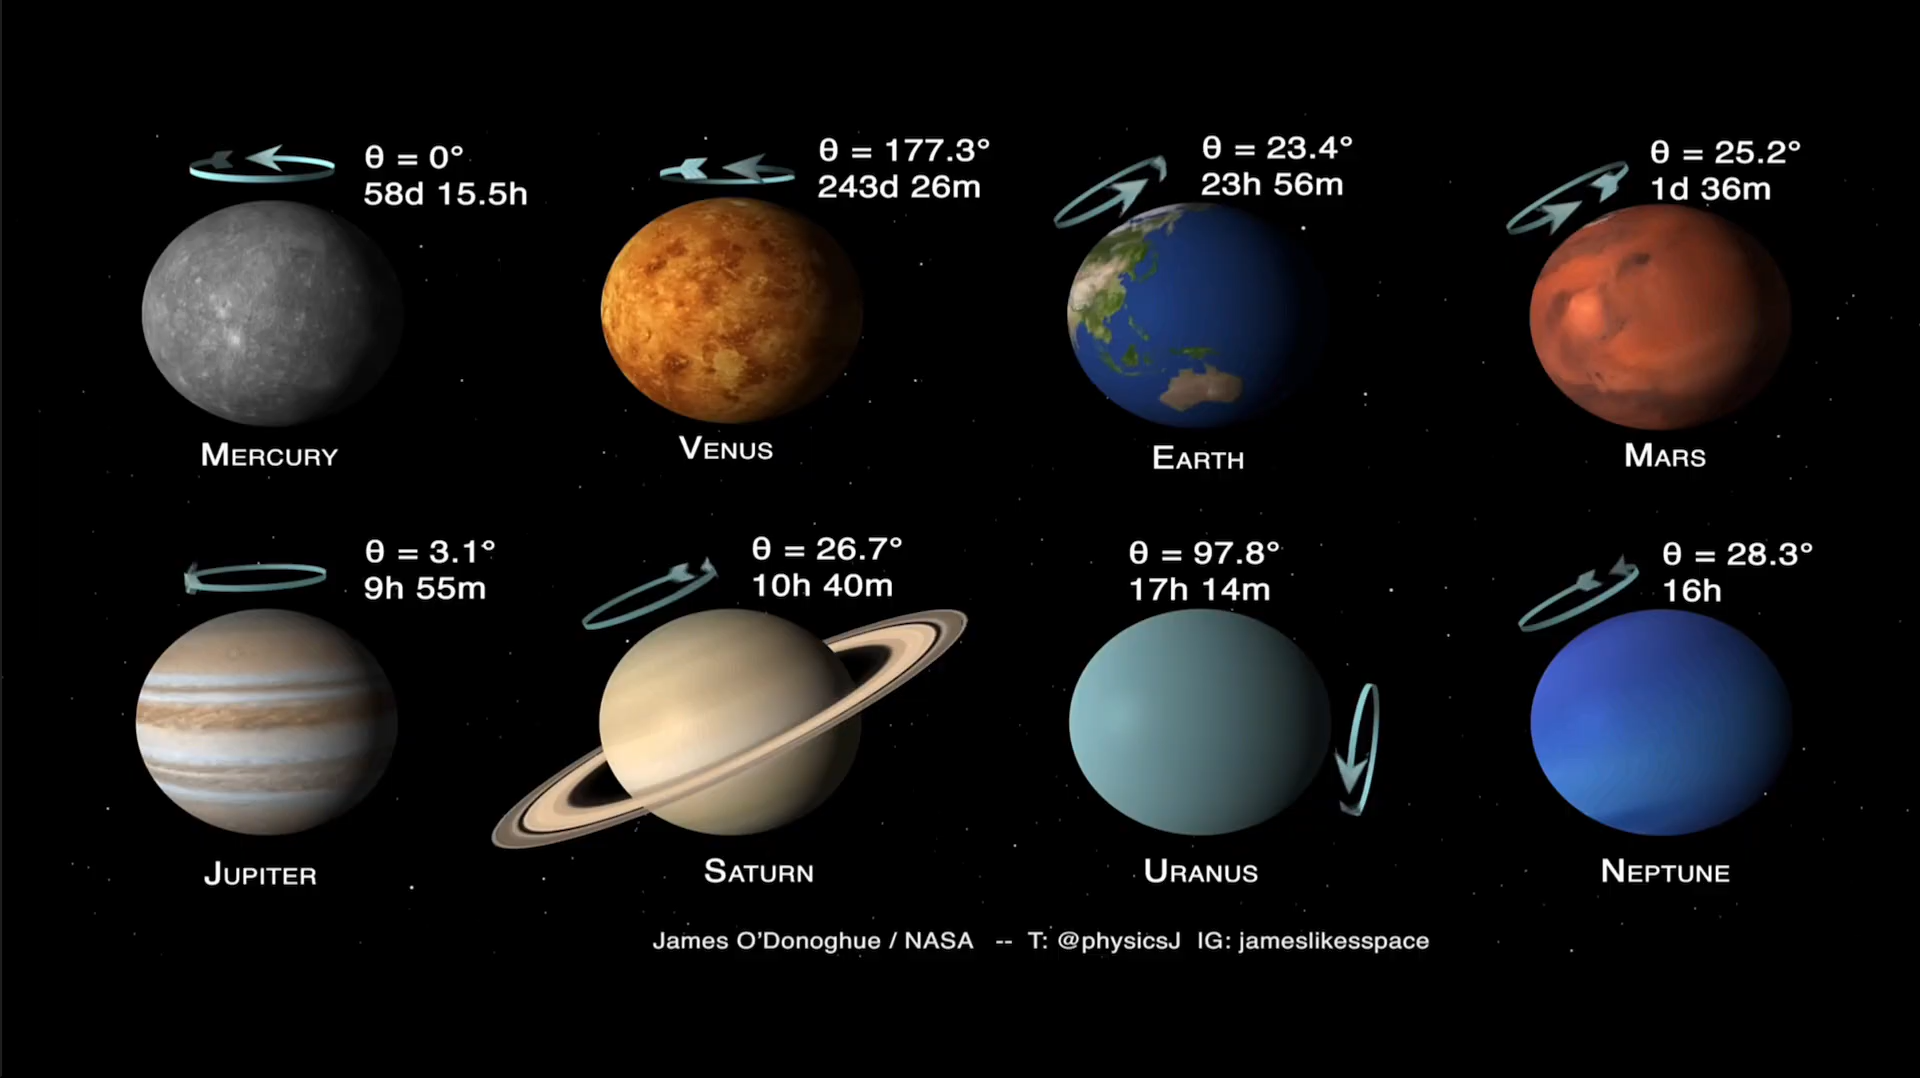 θ = 0°
58d 15.5h
MERCURY
θ = 177.3°
243d 26m
VENUS
θ = 23.4°
23h 56m
EARTH
θ = 25.2°
1d 36m
MARS
θ = 3.1°
9h 55m
JUPITER
θ = 26.7°
10h 40m
SATURN
θ = 97.8°
17h 14m
URANUS
θ = 28.3°
16h
NEPTUNE
James O’Donoghue / NASA -- T: @physicsJ IG: jameslikesspace